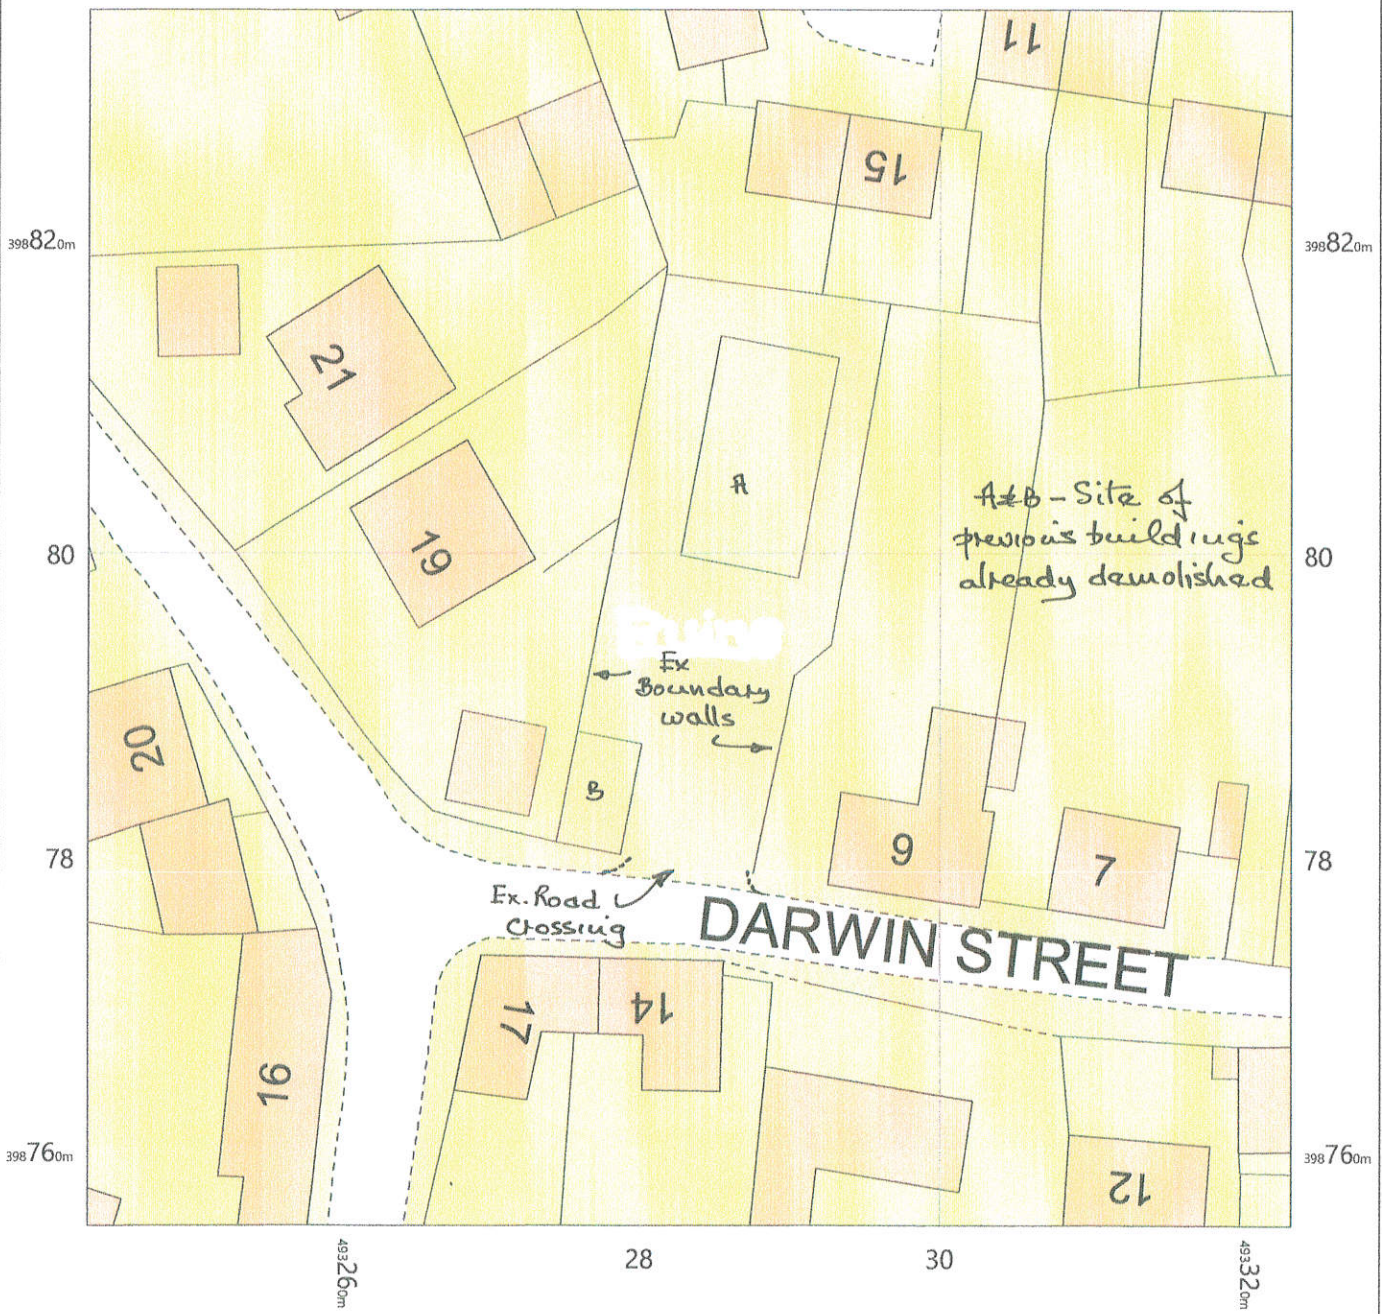 11
15
398820m
398820m
21
A
A&B - Site of
previous buildings
already demolished
80
19
80
Ruins
Ex
Boundary
walls
20
B
9
7
78
78
Ex. Road
Crossing
DARWIN STREET
17
14
16
12
398760m
398760m
493260m
28
30
493320m